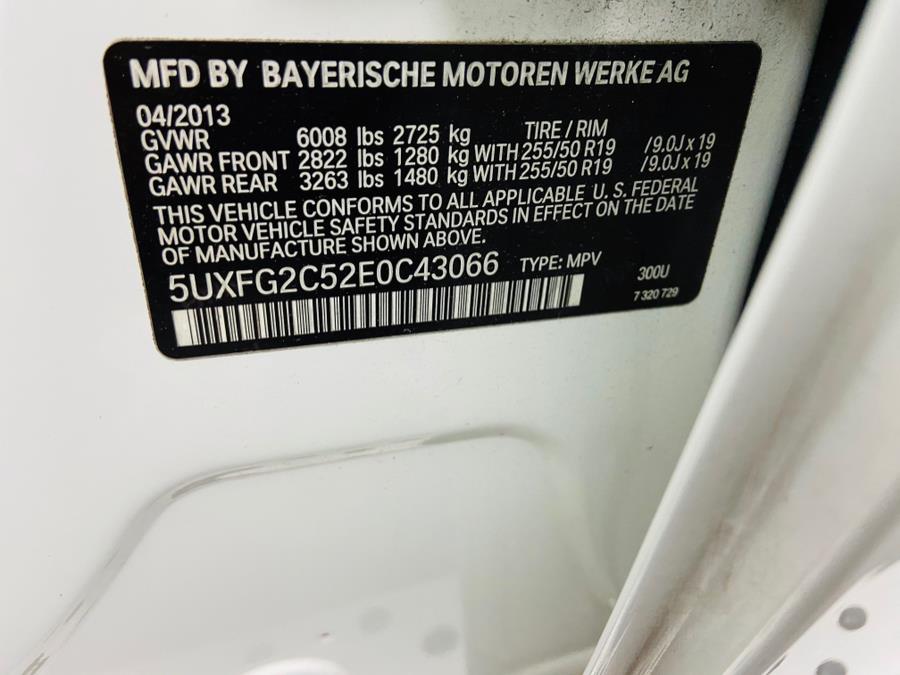 MFD BY BAYERISCHE MOTOREN WERKE AG
04/2013
GVWR 6008 lbs 2725 kg TIRE / RIM
GAWR FRONT 2822 lbs 1280 kg WITH 255/50 R19 /9.0J x 19
GAWR REAR 3263 lbs 1480 kg WITH 255/50 R19 /9.0J x 19
THIS VEHICLE CONFORMS TO ALL APPLICABLE U. S. FEDERAL
MOTOR VEHICLE SAFETY STANDARDS IN EFFECT ON THE DATE
OF MANUFACTURE SHOWN ABOVE.
5UXFG2C52E0C43066 TYPE: MPV 300U
7 320 729